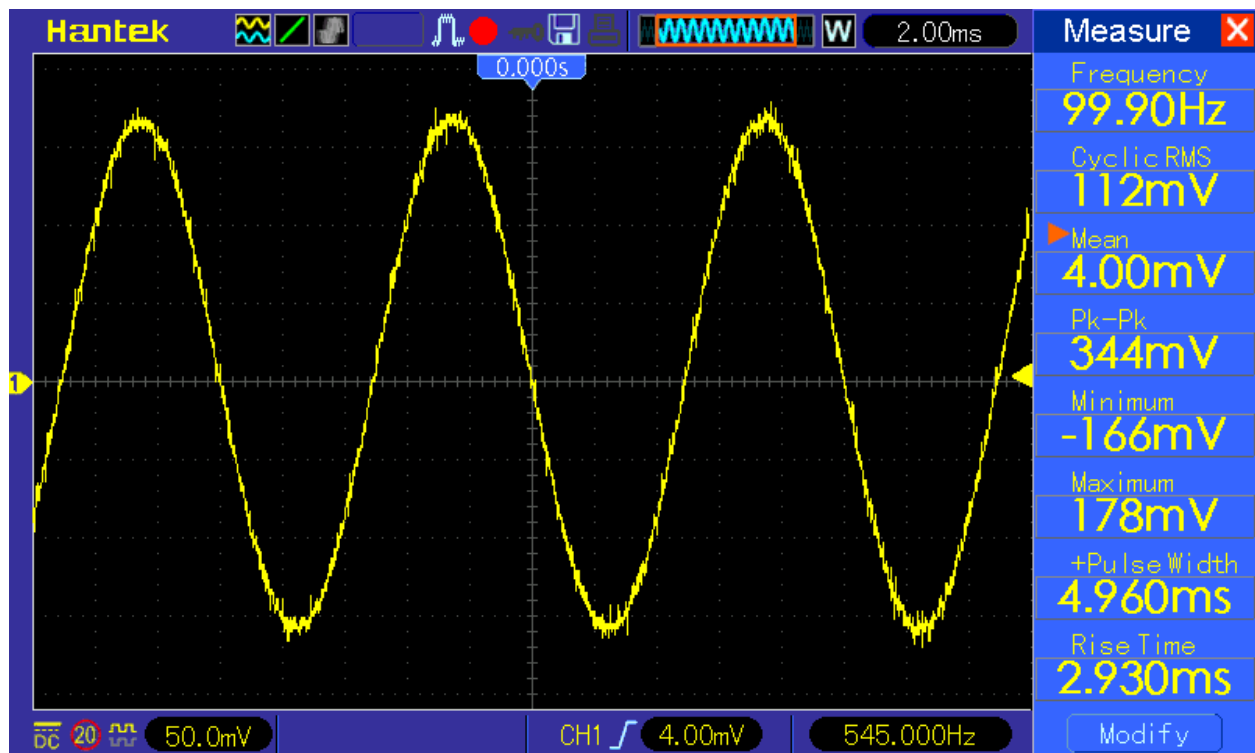 Hantek W 2.00ms Measure X
0.000s
Frequency
99.90Hz
Cyclic RMS
112mV
Mean
4.00mV
Pk-Pk
344mV
Minimum
-166mV
Maximum
178mV
+Pulse Width
4.960ms
Rise Time
2.930ms
1
DC 20 50.0mV CH1 4.00mV 545.000Hz Modify